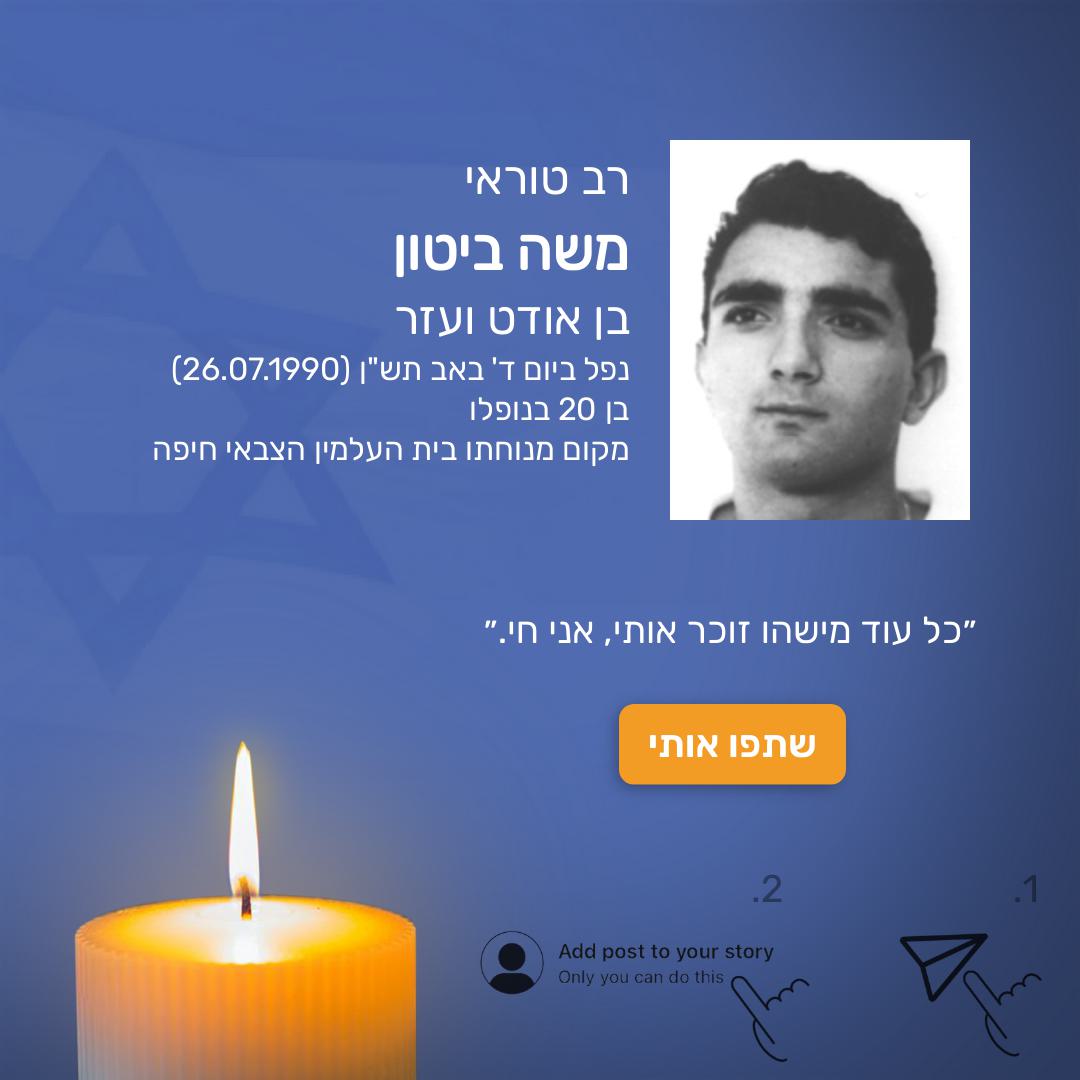 רב טוראי
משה ביטון
בן אודט ועזר
נפל ביום ד' באב תש"ן (26.07.1990)
בן 20 בנופלו
מקום מנוחתו בית העלמין הצבאי חיפה
״כל עוד מישהו זוכר אותי, אני חי.״
שתפו אותי
1.
2.
Add post to your story
Only you can do this